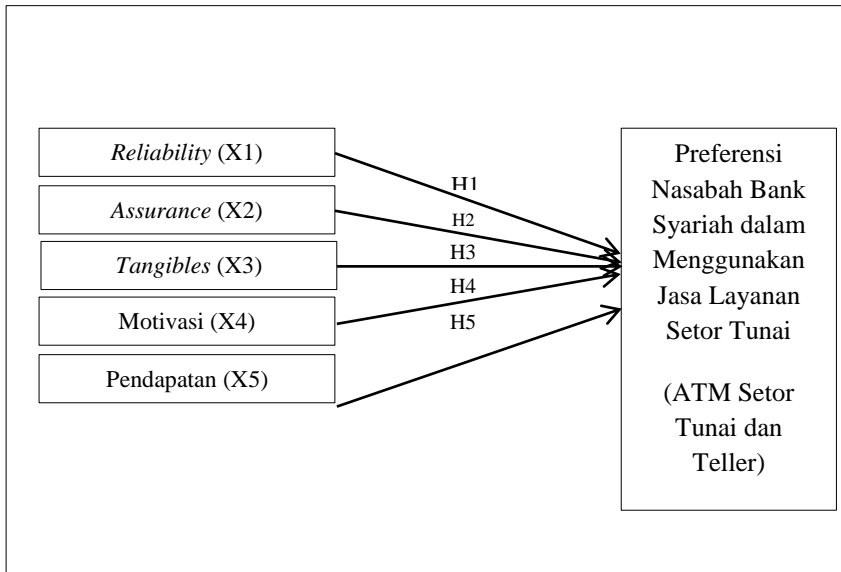 Reliability (X1)
Assurance (X2)
Tangibles (X3)
Motivasi (X4)
Pendapatan (X5)
H1
H2
H3
H4
H5
Preferensi
Nasabah Bank
Syariah dalam
Menggunakan
Jasa Layanan
Setor Tunai
(ATM Setor
Tunai dan
Teller)